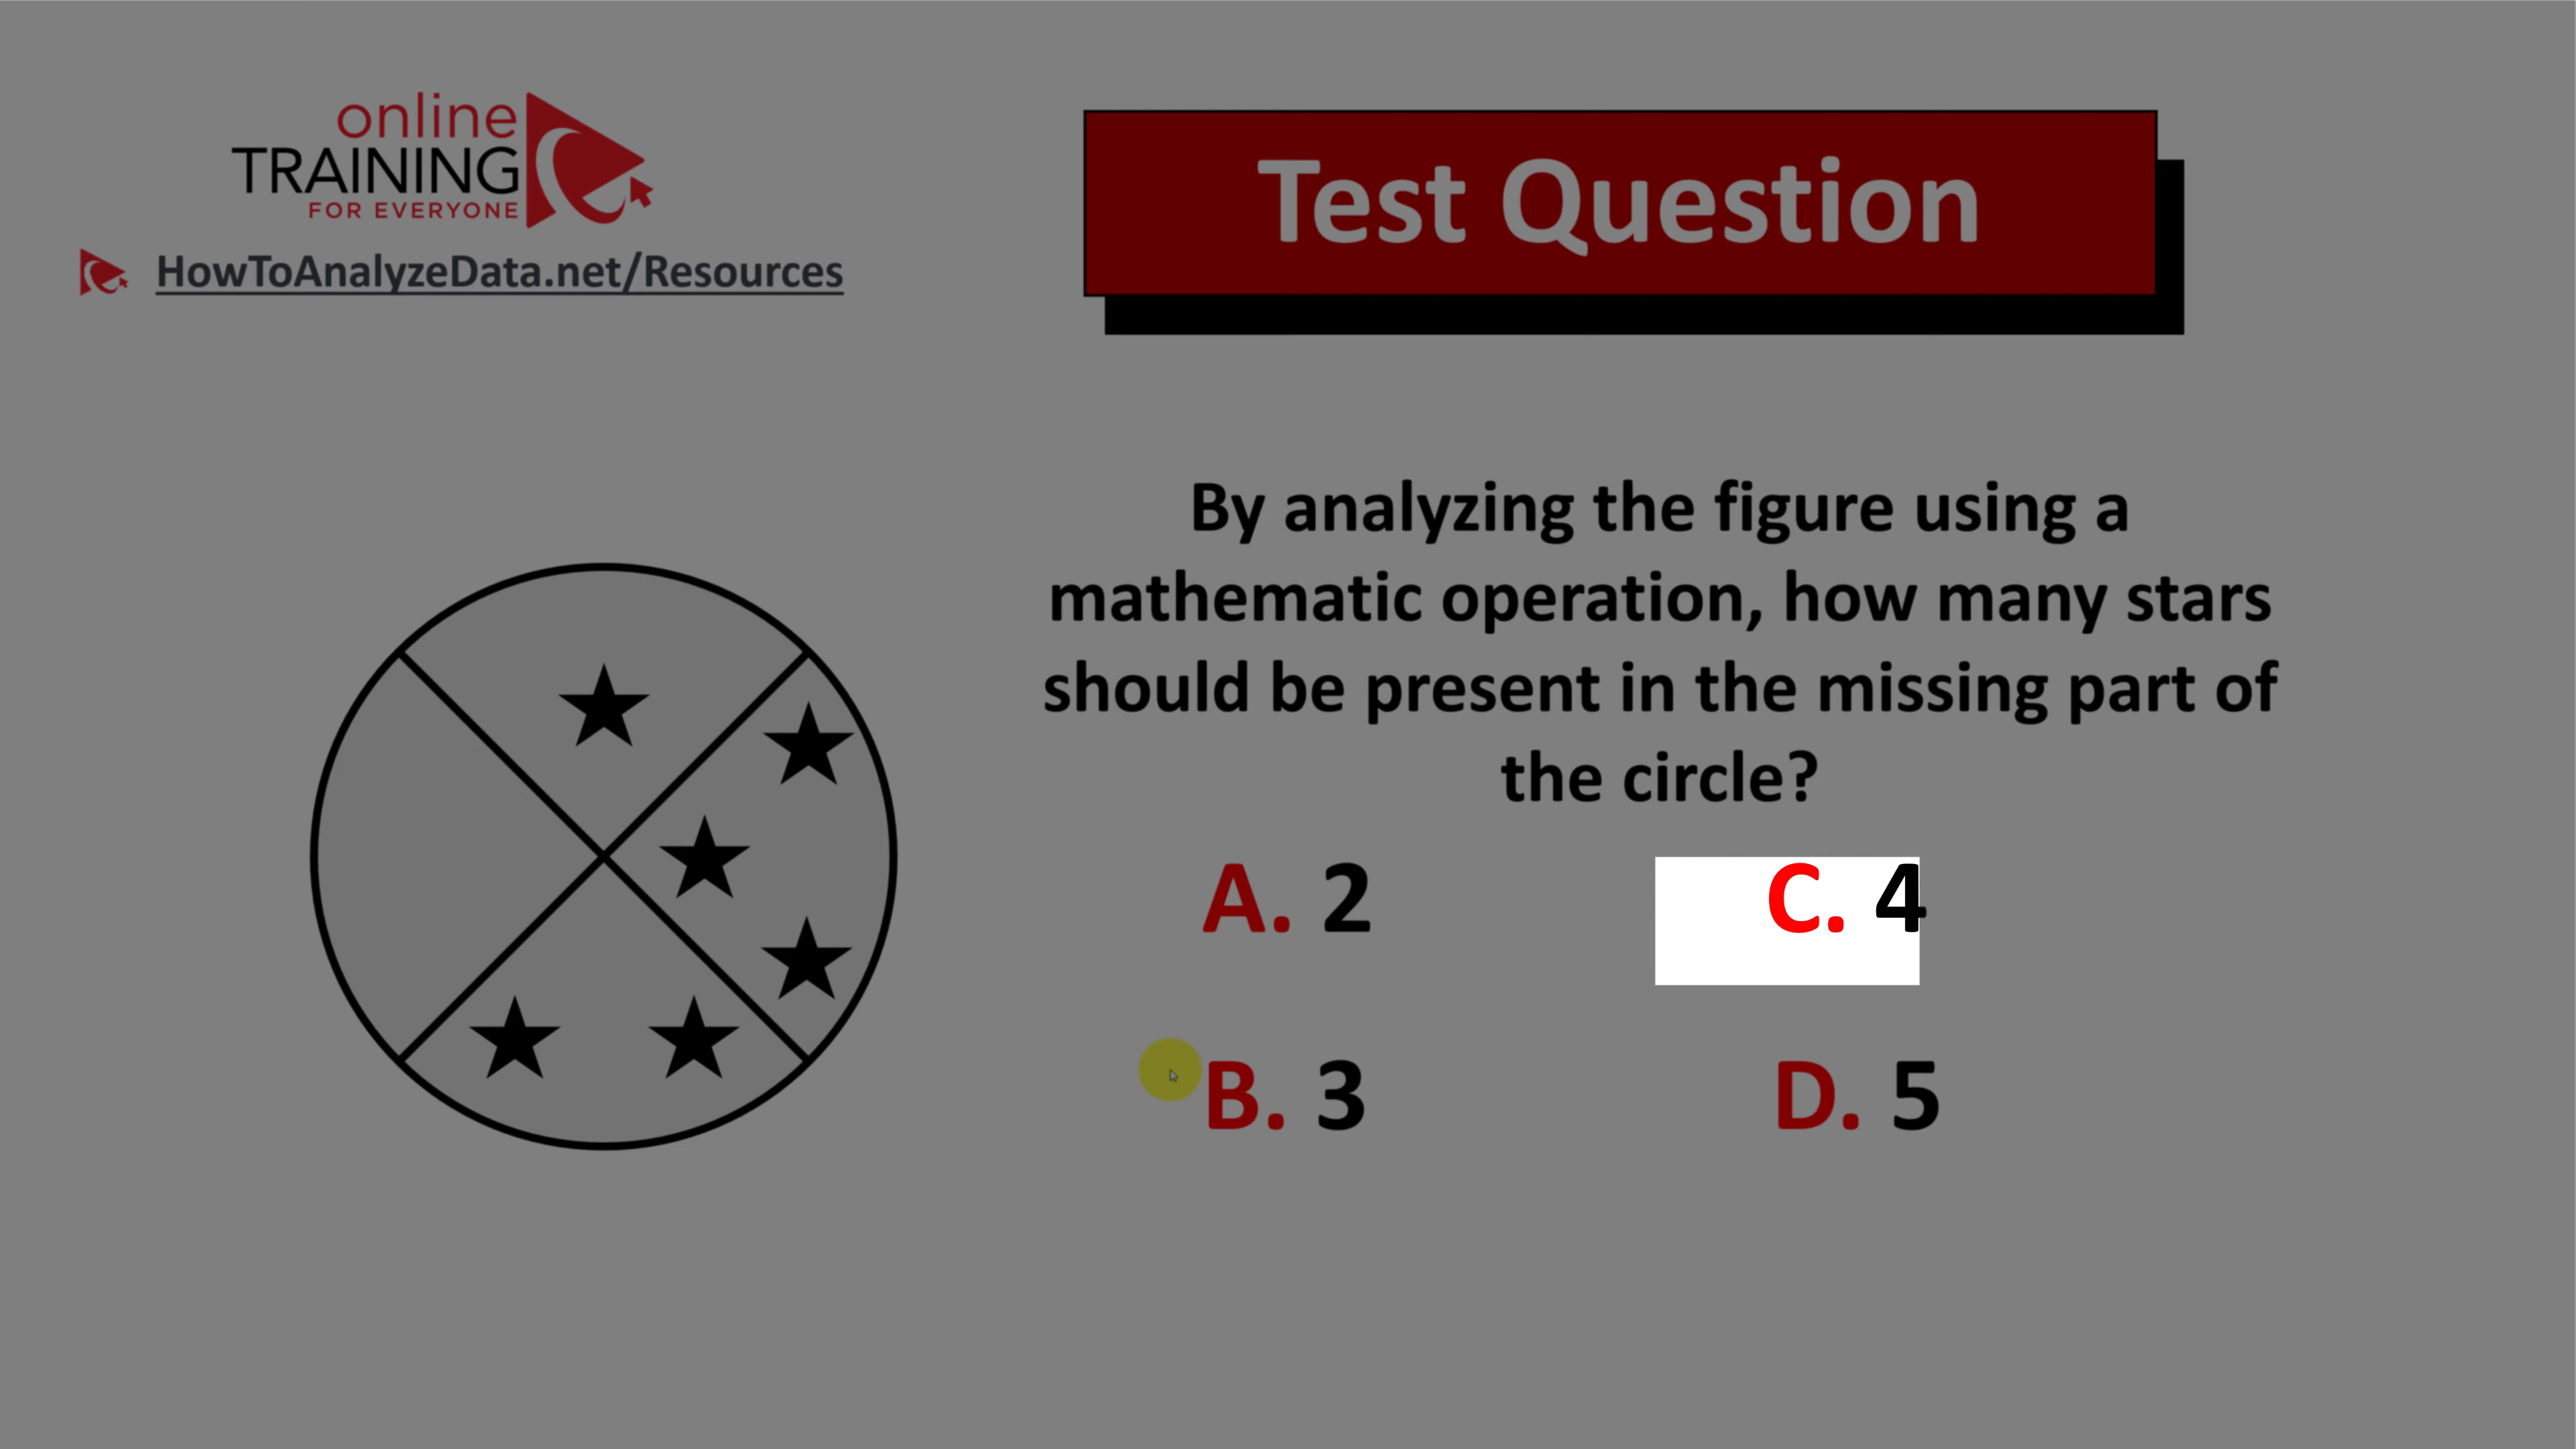 online
TRAINING
FOR EVERYONE
HowToAnalyzeData.net/Resources
Test Question
By analyzing the figure using a
mathematic operation, how many stars
should be present in the missing part of
the circle?
A. 2
C. 4
B. 3
D. 5